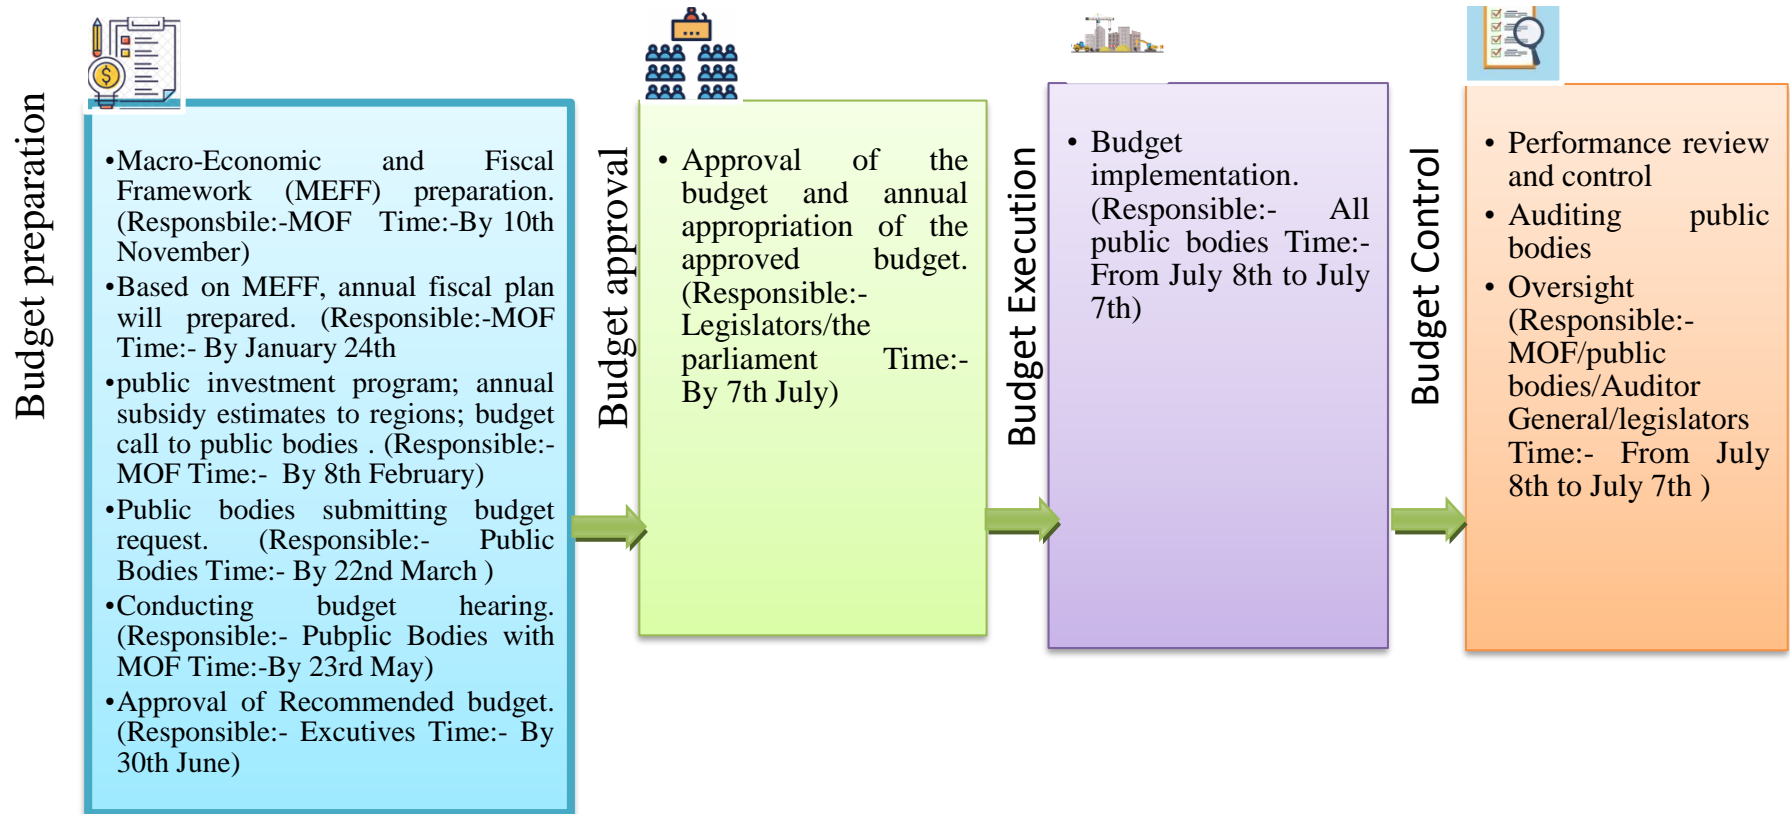 Budget preparation
•Macro-Economic and Fiscal
Framework (MEFF) preparation.
(Responsbile:-MOF Time:-By 10th
November)
•Based on MEFF, annual fiscal plan
will prepared. (Responsible:-MOF
Time:- By January 24th
•public investment program; annual
subsidy estimates to regions; budget
call to public bodies . (Responsible:-
MOF Time:- By 8th February)
•Public bodies submitting budget
request. (Responsible:- Public
Bodies Time:- By 22nd March )
•Conducting budget hearing.
(Responsible:- Pubplic Bodies with
MOF Time:-By 23rd May)
•Approval of Recommended budget.
(Responsible:- Excutives Time:- By
30th June)
Budget approval
• Approval of the
budget and annual
appropriation of the
approved budget.
(Responsible:-
Legislators/the
parliament Time:-
By 7th July)
Budget Execution
• Budget
implementation.
(Responsible:- All
public bodies Time:-
From July 8th to July
7th)
Budget Control
• Performance review
and control
• Auditing public
bodies
• Oversight
(Responsible:-
MOF/public
bodies/Auditor
General/legislators
Time:- From July
8th to July 7th )